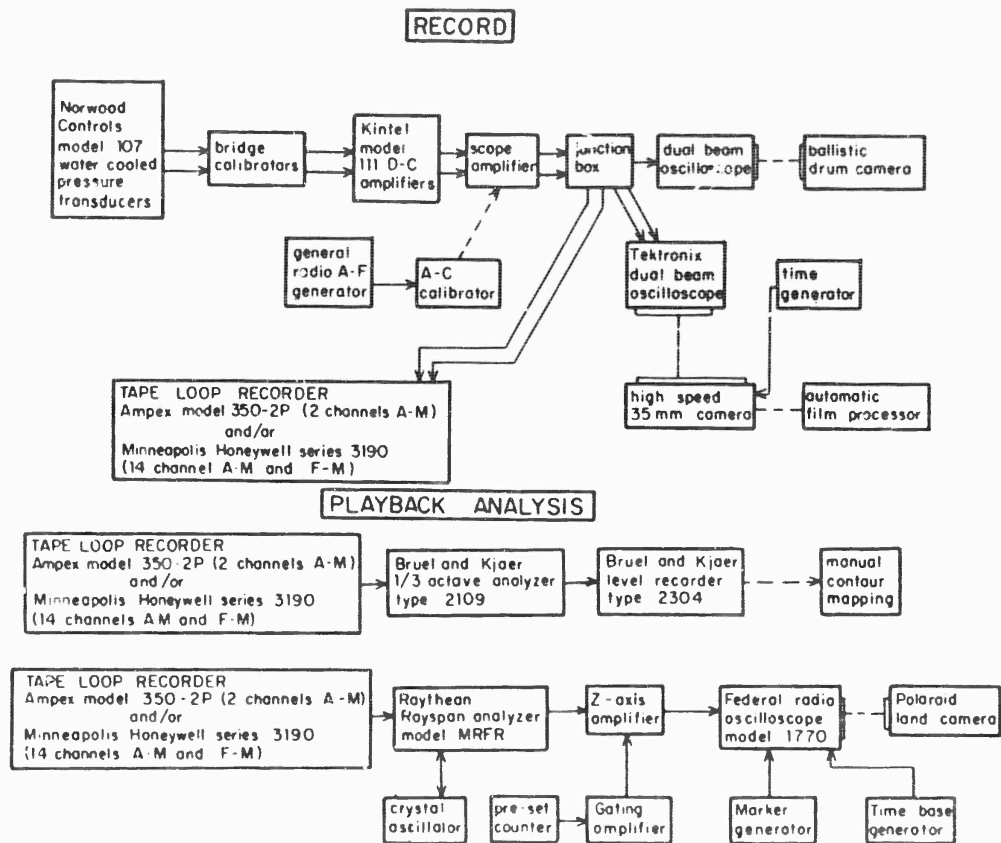 RECORD
Norwood
Controls
model 107
water cooled
pressure
transducers
bridge
calibrators
Kintel
model
111 D-C
amplifiers
scope
amplifier
junction
box
dual beam
oscilloscope
ballistic
drum camera
general
radio A-F
generator
A-C
calibrator
Tektronix
dual beam
oscilloscope
time
generator
TAPE LOOP RECORDER
Ampex model 350-2P (2 channels A-M)
and/or
Minneapolis Honeywell series 3190
(14 channel A-M and F-M)
high speed
35mm camera
automatic
film processor
PLAYBACK ANALYSIS
TAPE LOOP RECORDER
Ampex model 350-2P (2 channels A-M)
and/or
Minneapolis Honeywell series 3190
(14 channels AM and F-M)
Bruel and Kjaer
1/3 octave analyzer
type 2109
Bruel and Kjaer
level recorder
type 2304
manual
contour
mapping
TAPE LOOP RECORDER
Ampex model 350-2P (2 channels A-M)
and/or
Minneapolis Honeywell series 3190
(14 channels A-M and F-M)
Raythean
Rayspan analyzer
model MRFR
Z-axis
amplifier
Federal radio
oscilloscope
model 1770
Polaroid
land camera
crystal
oscillator
pre-set
counter
Gating
amplifier
Marker
generator
Time base
generator